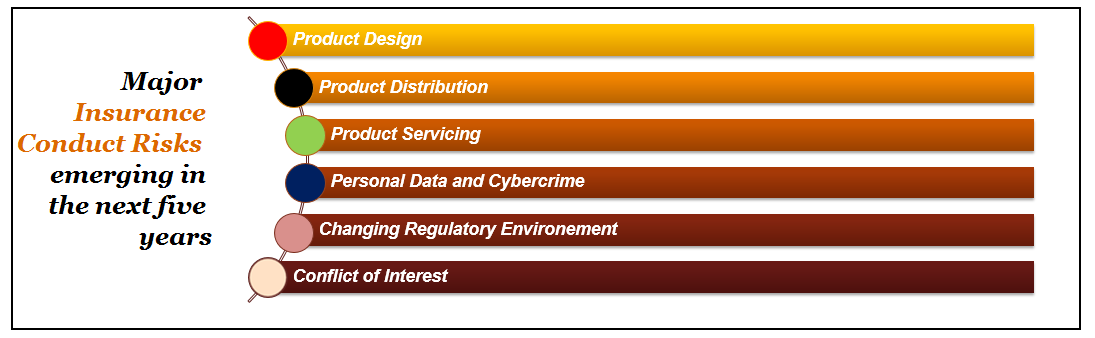 Major
Insurance
Conduct Risks
emerging in
the next five
years
Product Design
Product Distribution
Product Servicing
Personal Data and Cybercrime
Changing Regulatory Environement
Conflict of Interest